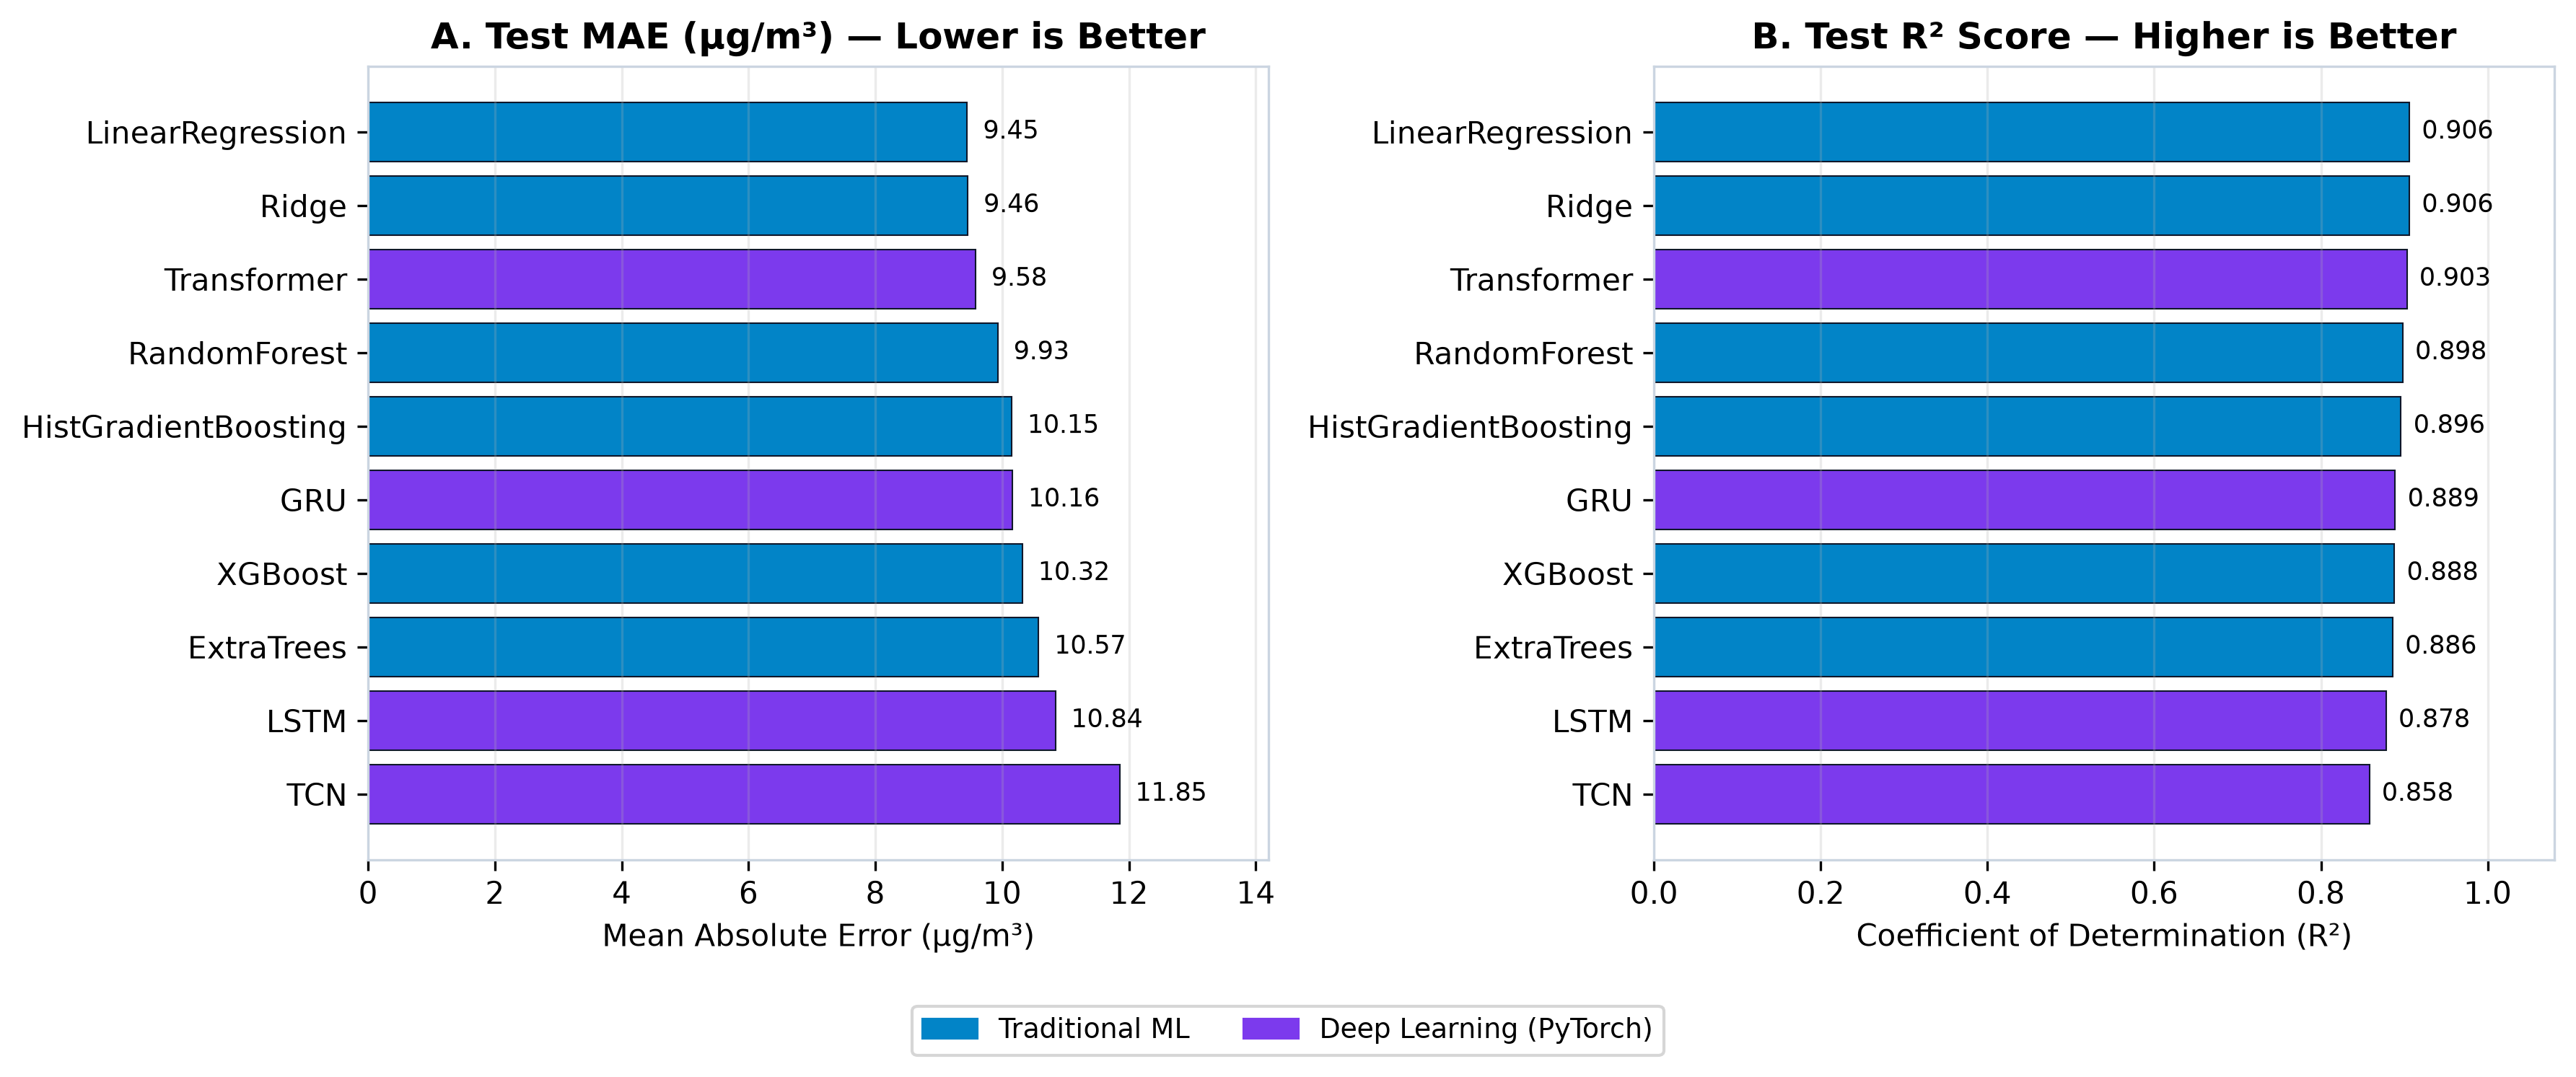 A. Test MAE (µg/m³) — Lower is Better
LinearRegression
9.45
Ridge
9.46
Transformer
9.58
RandomForest
9.93
HistGradientBoosting
10.15
GRU
10.16
XGBoost
10.32
ExtraTrees
10.57
LSTM
10.84
TCN
11.85
0 2 4 6 8 10 12 14
Mean Absolute Error (µg/m³)
B. Test R² Score — Higher is Better
LinearRegression
0.906
Ridge
0.906
Transformer
0.903
RandomForest
0.898
HistGradientBoosting
0.896
GRU
0.889
XGBoost
0.888
ExtraTrees
0.886
LSTM
0.878
TCN
0.858
0.0 0.2 0.4 0.6 0.8 1.0
Coefficient of Determination (R²)
Traditional ML
Deep Learning (PyTorch)